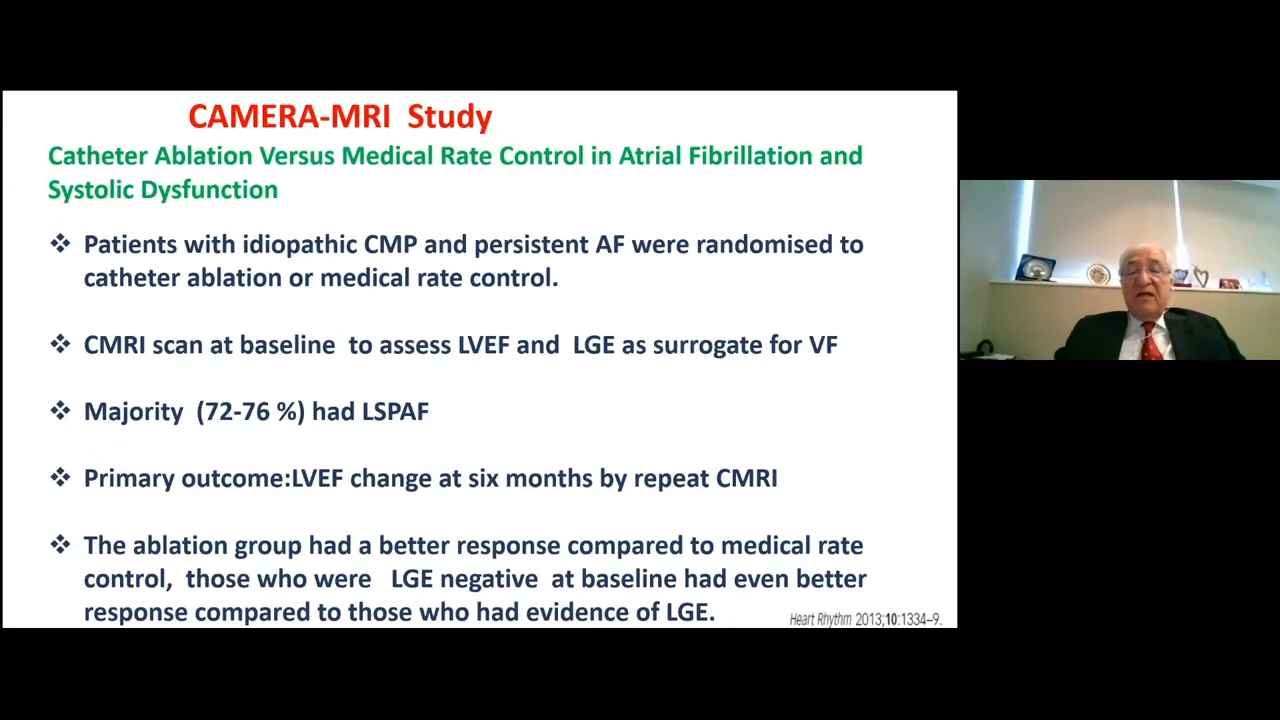 CAMERA-MRI Study
Catheter Ablation Versus Medical Rate Control in Atrial Fibrillation and
Systolic Dysfunction
❖ Patients with idiopathic CMP and persistent AF were randomised to
catheter ablation or medical rate control.
❖ CMRI scan at baseline to assess LVEF and LGE as surrogate for VF
❖ Majority (72-76 %) had LSPAF
❖ Primary outcome:LVEF change at six months by repeat CMRI
❖ The ablation group had a better response compared to medical rate
control, those who were LGE negative at baseline had even better
response compared to those who had evidence of LGE.
Heart Rhythm 2013;10:1334–9.